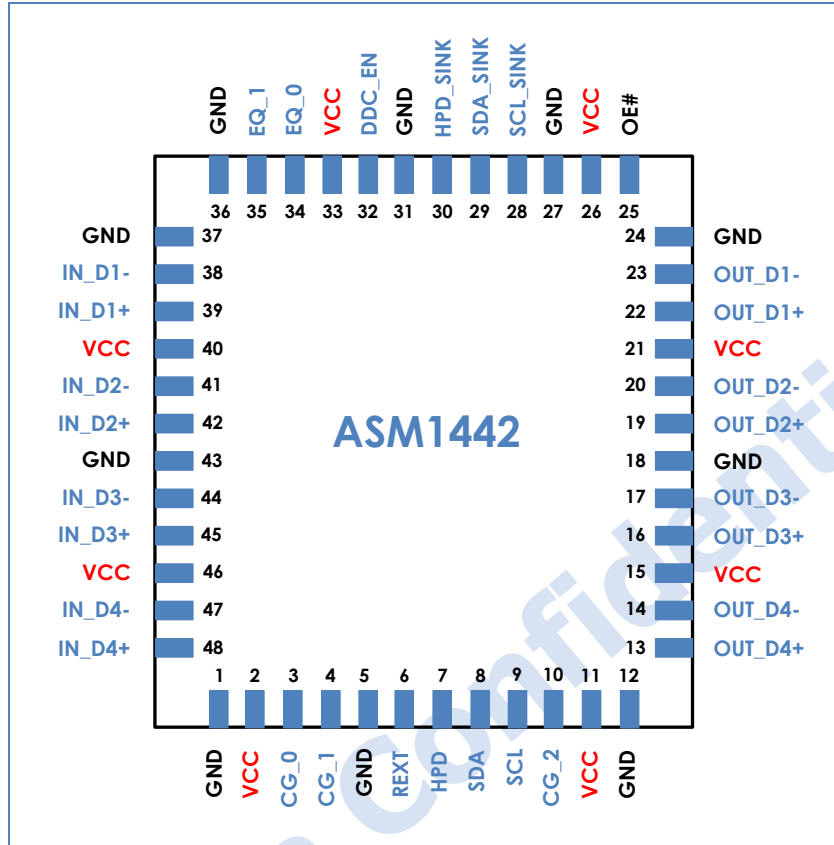 GND EQ_1 EQ_0 VCC DDC_EN GND HPD_SINK SDA_SINK SCL_SINK GND VCC OE#
36 35 34 33 32 31 30 29 28 27 26 25
GND 37 24 GND
IN_D1- 38 23 OUT_D1-
IN_D1+ 39 22 OUT_D1+
VCC 40 21 VCC
IN_D2- 41 20 OUT_D2-
IN_D2+ 42 19 OUT_D2+
ASM1442
GND 43 18 GND
IN_D3- 44 17 OUT_D3-
IN_D3+ 45 16 OUT_D3+
VCC 46 15 VCC
IN_D4- 47 14 OUT_D4-
IN_D4+ 48 13 OUT_D4+
1 2 3 4 5 6 7 8 9 10 11 12
GND VCC CG_0 CG_1 GND REXT HPD SDA SCL CG_2 VCC GND
Confidenti